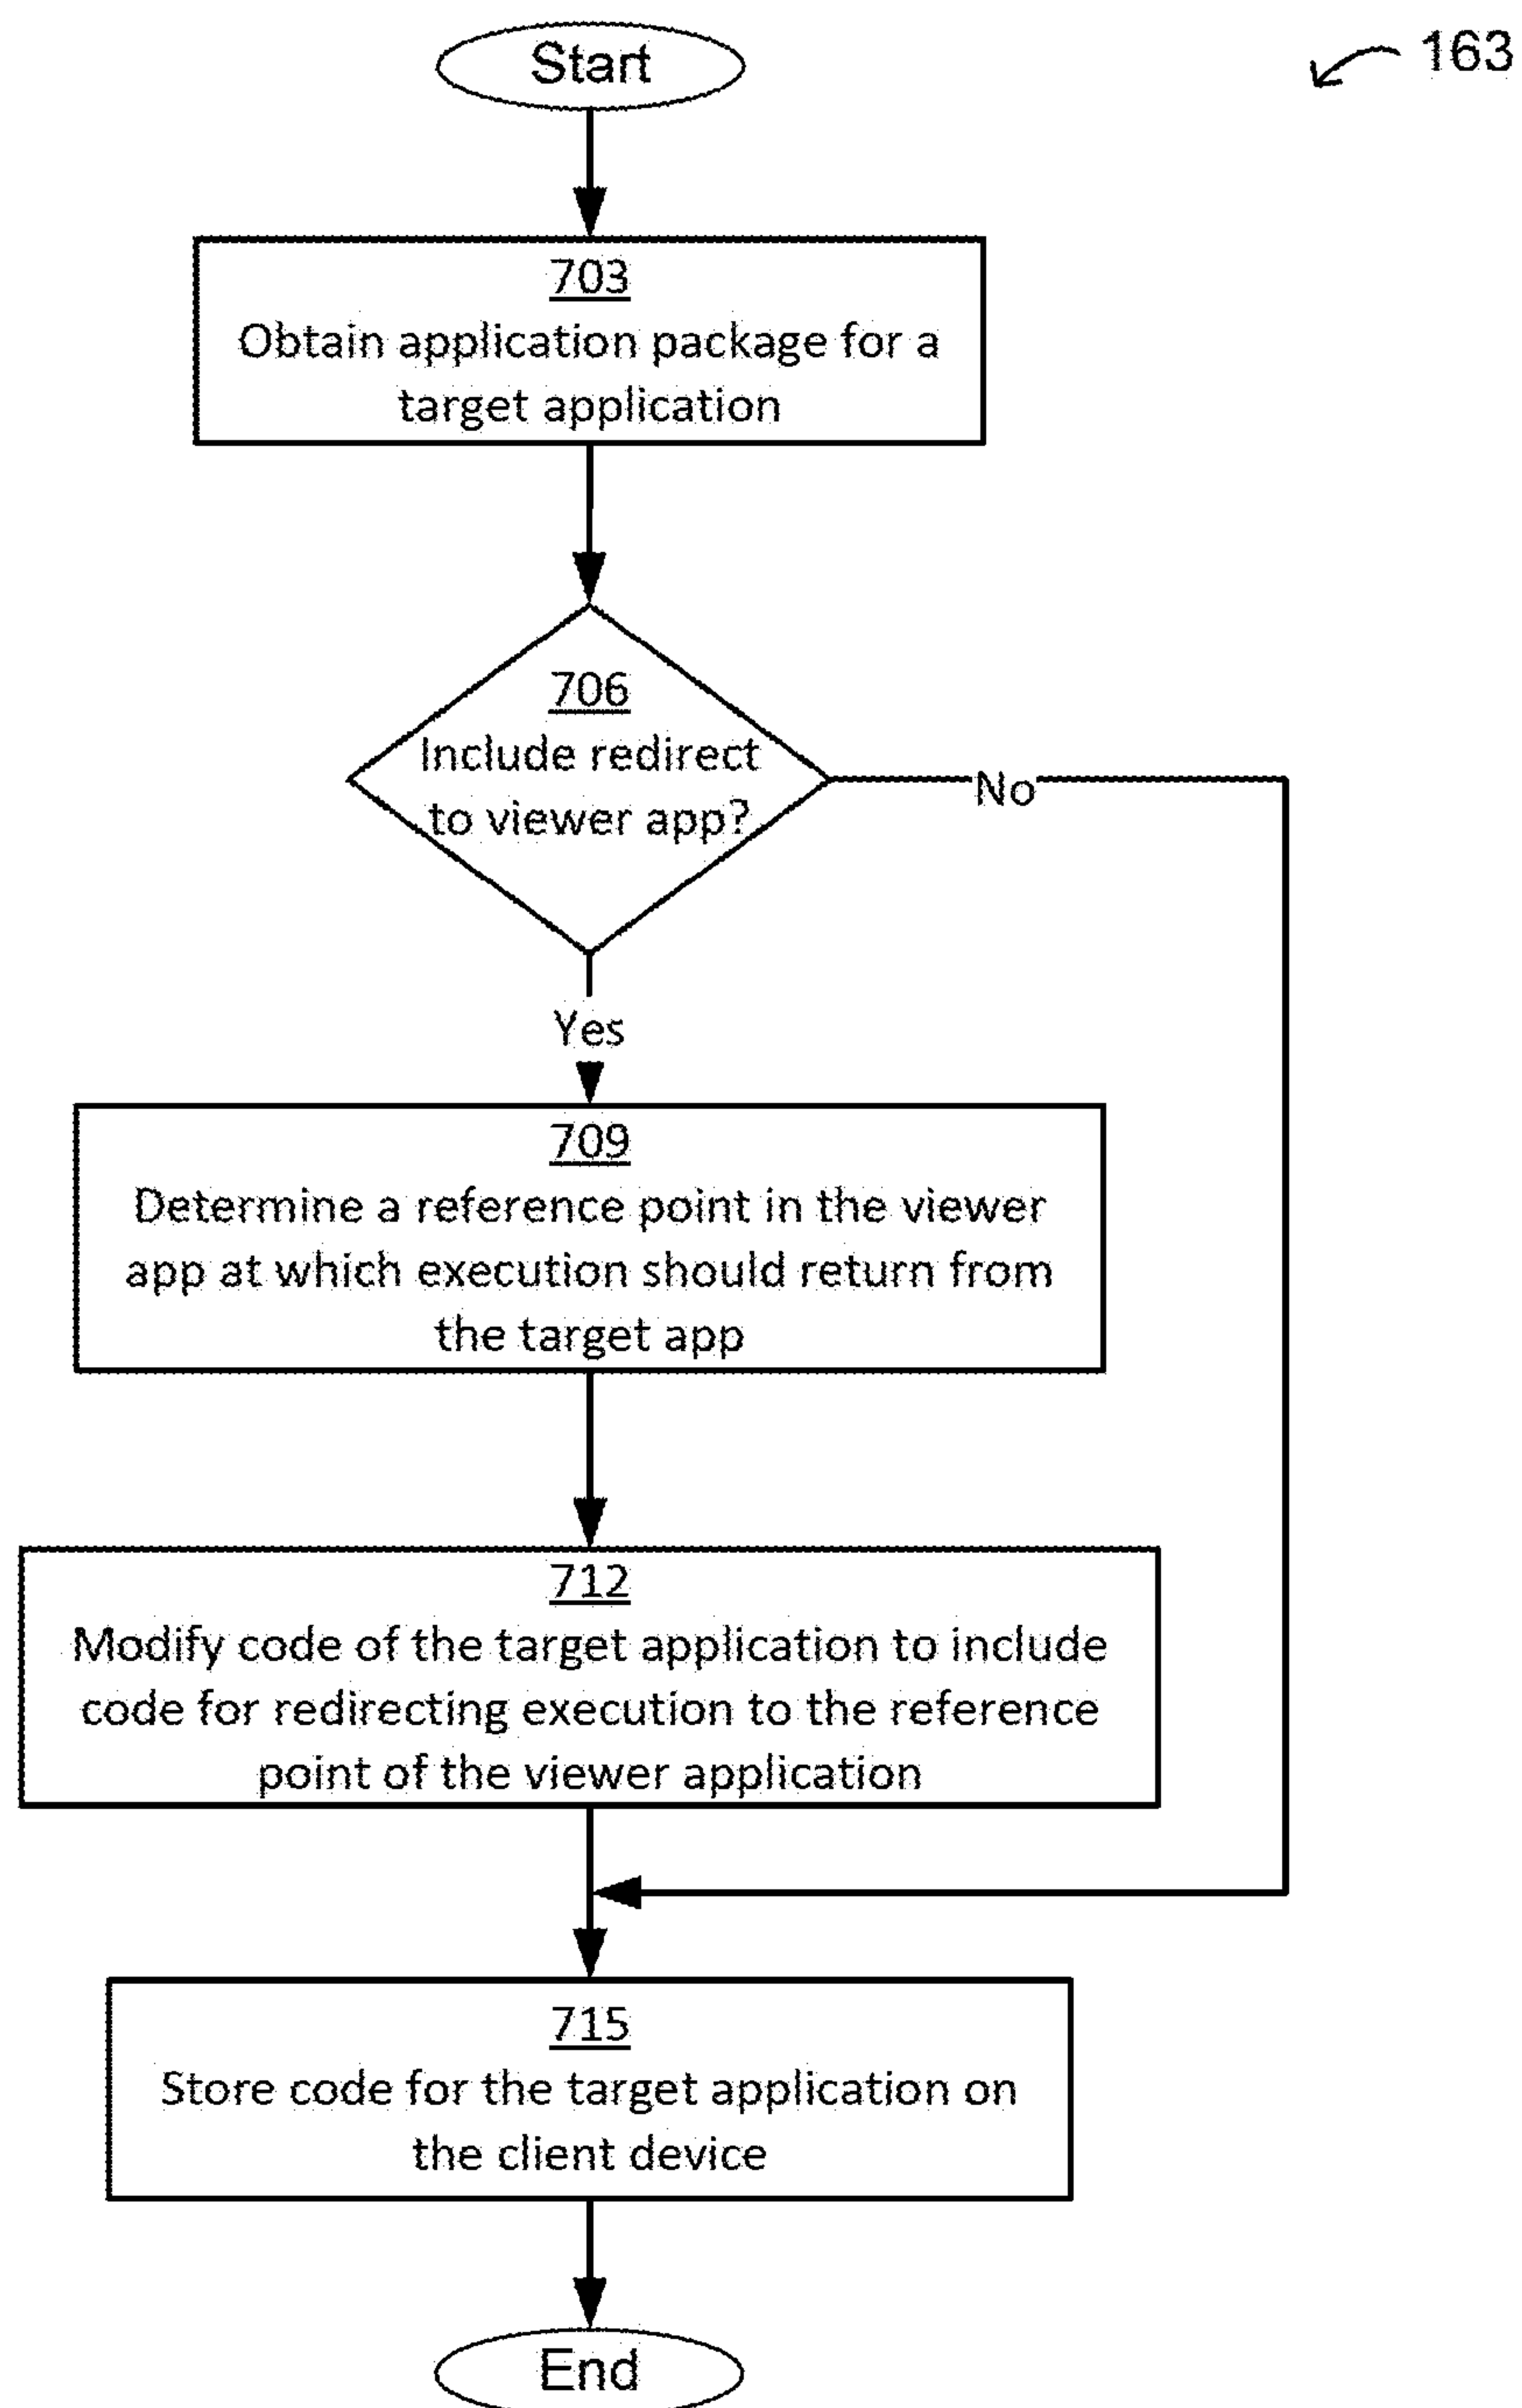 Start
163
703
Obtain application package for a
target application
706
Include redirect
to viewer app?
No
Yes
709
Determine a reference point in the viewer
app at which execution should return from
the target app
712
Modify code of the target application to include
code for redirecting execution to the reference
point of the viewer application
715
Store code for the target application on
the client device
End